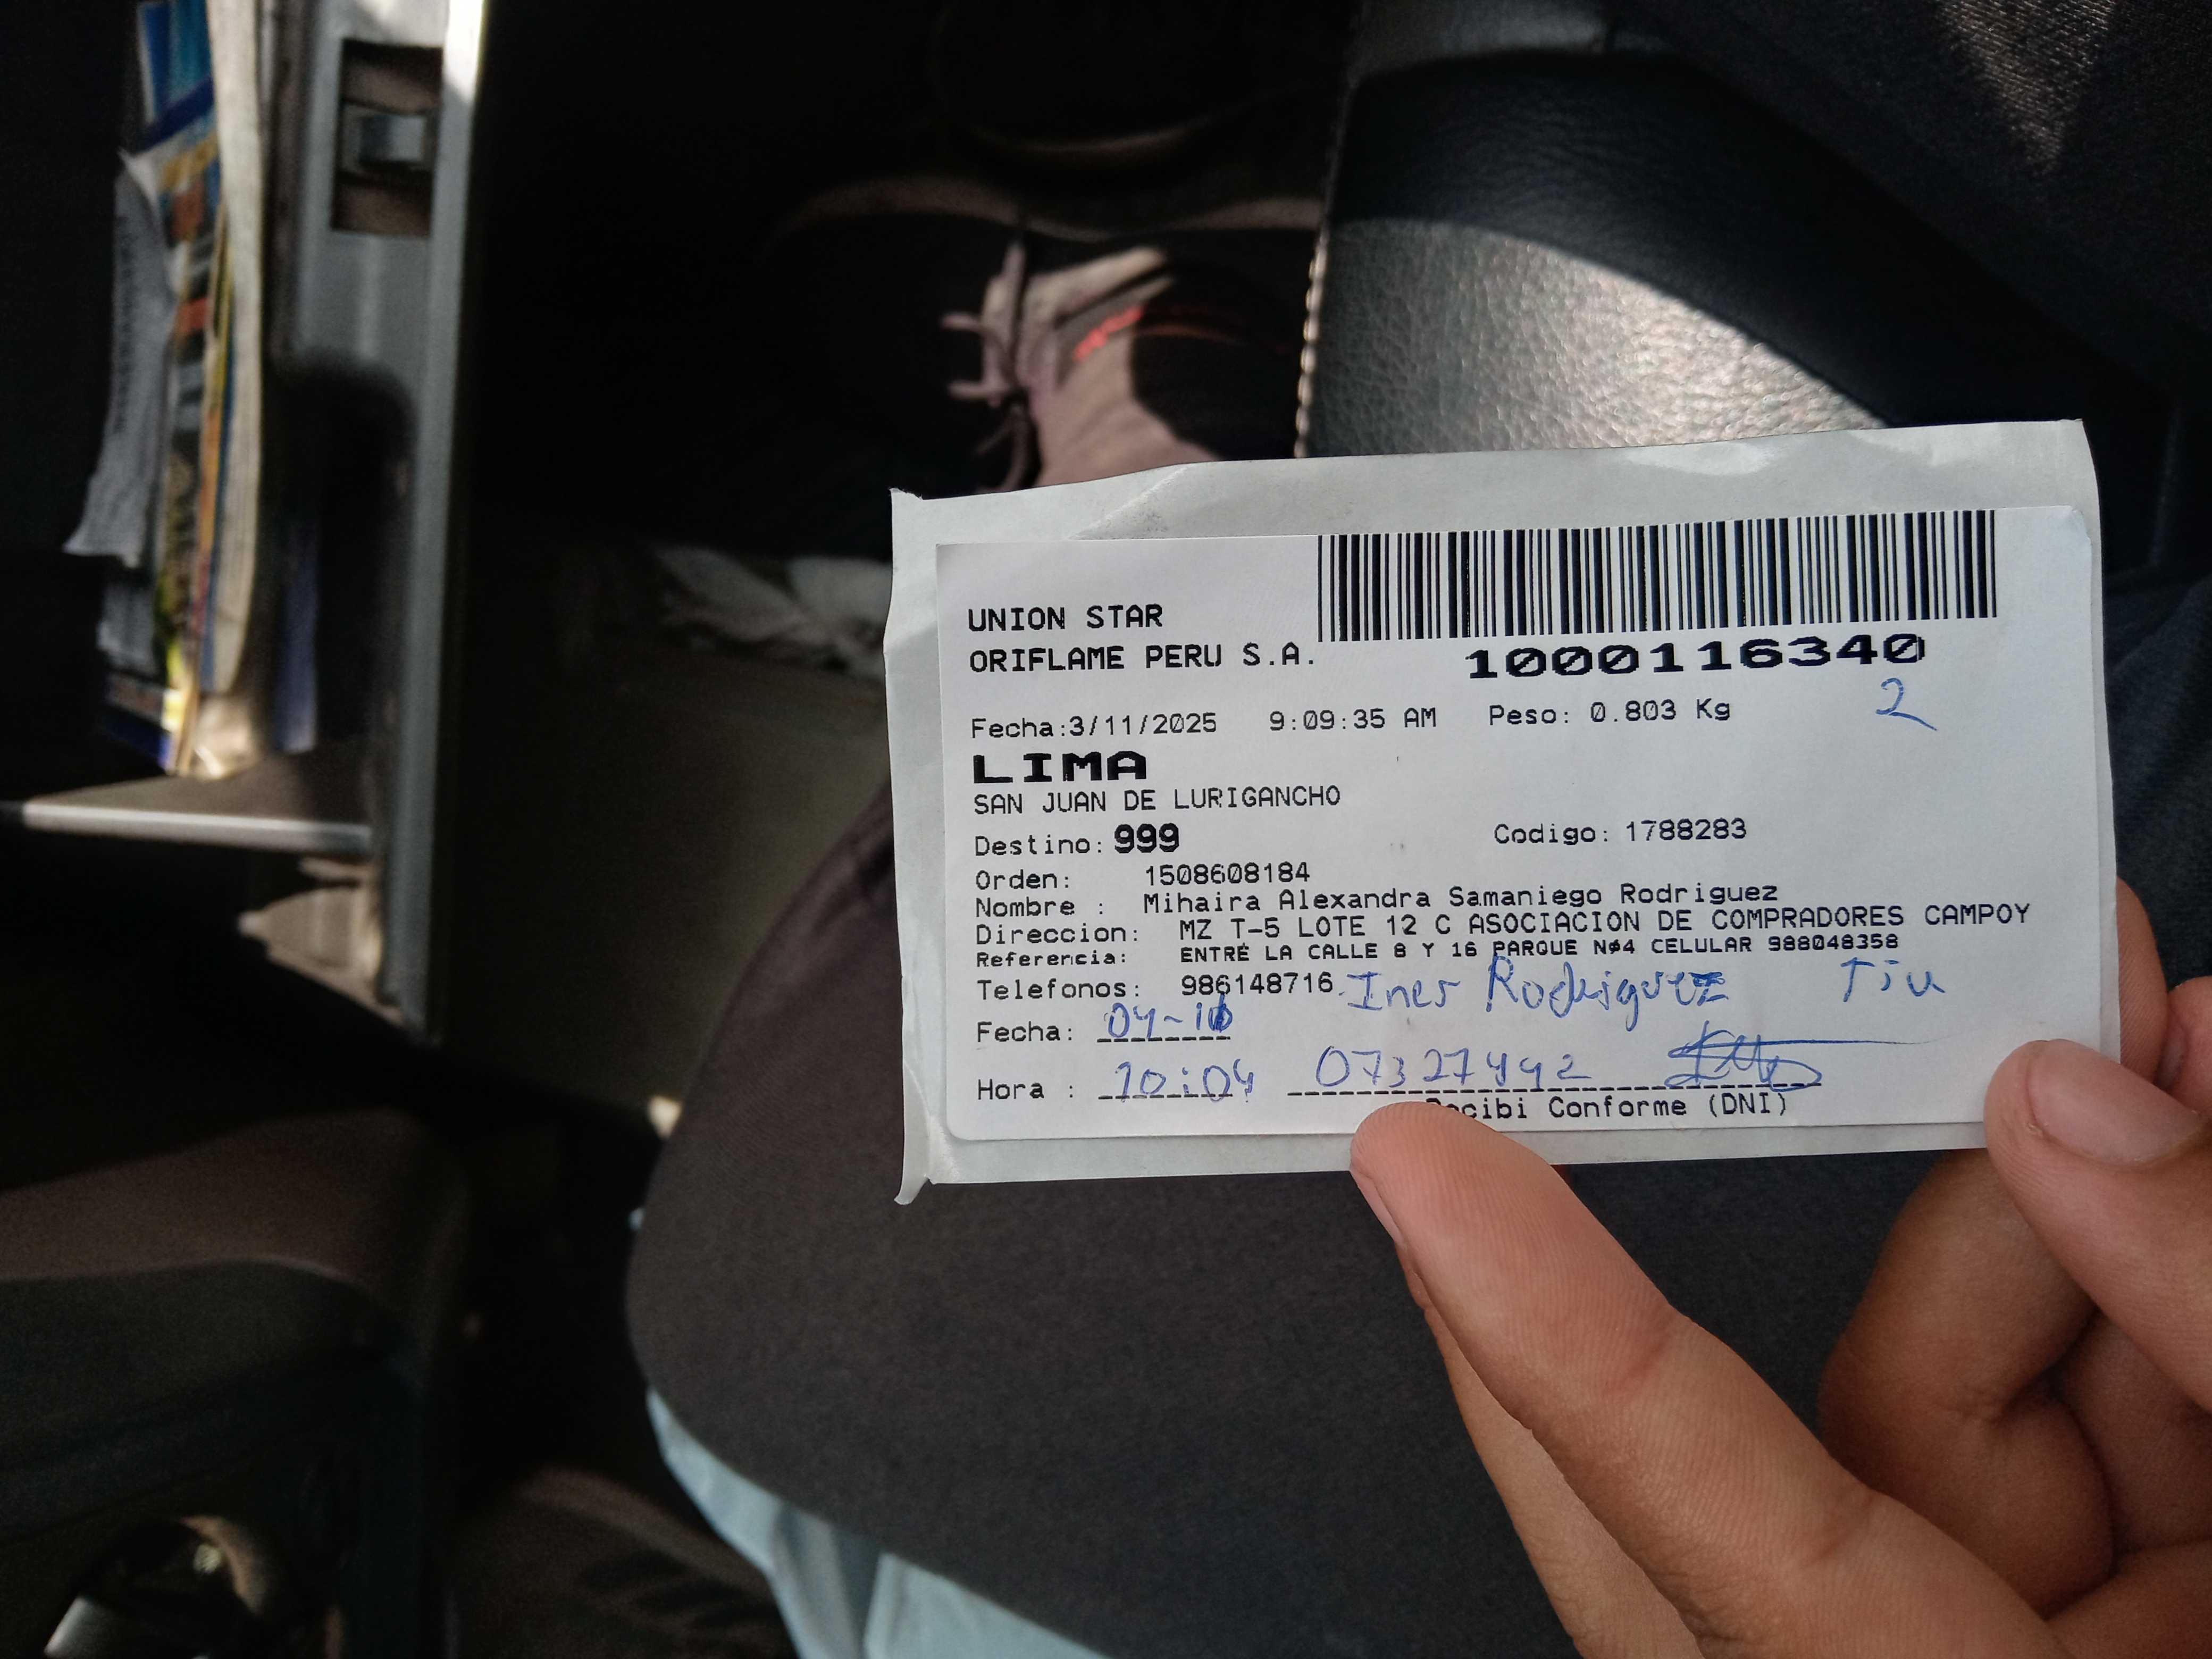 UNION STAR
ORIFLAME PERU S.A.
1000116340
2
Fecha:3/11/2025 9:09:35 AM Peso: 0.803 Kg
LIMA
SAN JUAN DE LURIGANCHO
Destino: 999 Codigo: 1788283
Orden: 1508608184
Nombre : Mihaira Alexandra Samaniego Rodriguez
Direccion: MZ T-5 LOTE 12 C ASOCIACION DE COMPRADORES CAMPOY
Referencia: ENTRÉ LA CALLE 8 Y 16 PARQUE Nø4 CELULAR 988048358
Telefonos: 986148716 Ines Rodriguez Tia
Fecha: 04-11
Hora : 10:04 07327492
Recibi Conforme (DNI)